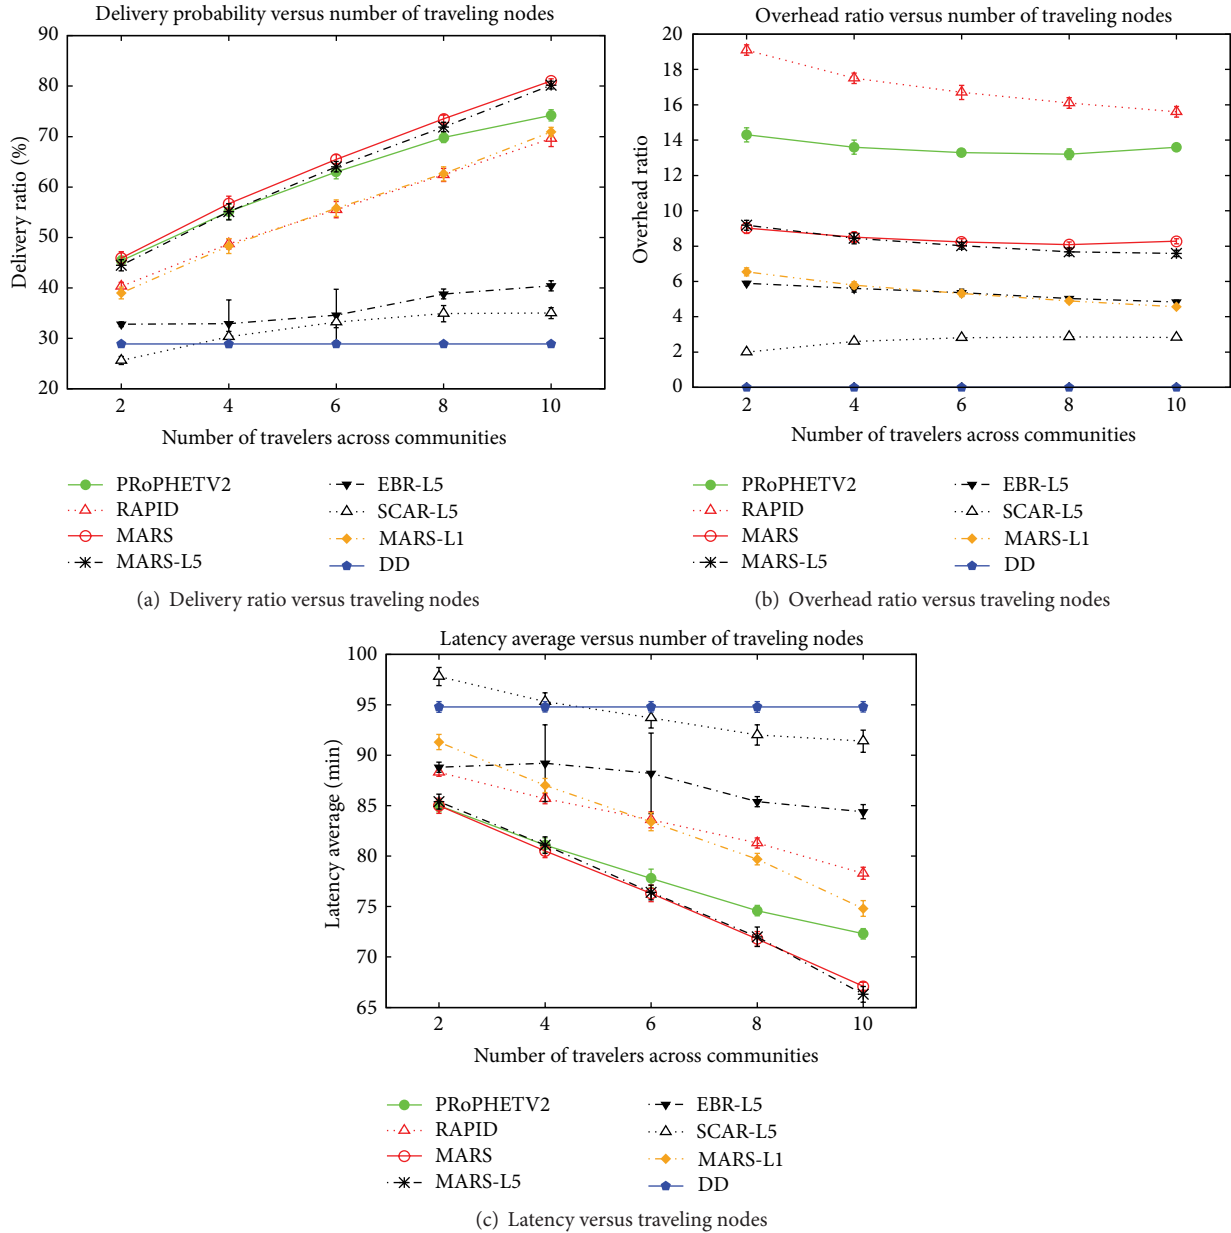 Delivery probability versus number of traveling nodes
90
80
70
60
50
40
30
20
Delivery ratio (%)
2 4 6 8 10
Number of travelers across communities
PRoPHETV2
RAPID
MARS
MARS-L5
EBR-L5
SCAR-L5
MARS-L1
DD
(a) Delivery ratio versus traveling nodes
Overhead ratio versus number of traveling nodes
20
18
16
14
12
10
8
6
4
2
0
Overhead ratio
2 4 6 8 10
Number of travelers across communities
PRoPHETV2
RAPID
MARS
MARS-L5
EBR-L5
SCAR-L5
MARS-L1
DD
(b) Overhead ratio versus traveling nodes
Latency average versus number of traveling nodes
100
95
90
85
80
75
70
65
Latency average (min)
2 4 6 8 10
Number of travelers across communities
PRoPHETV2
RAPID
MARS
MARS-L5
EBR-L5
SCAR-L5
MARS-L1
DD
(c) Latency versus traveling nodes